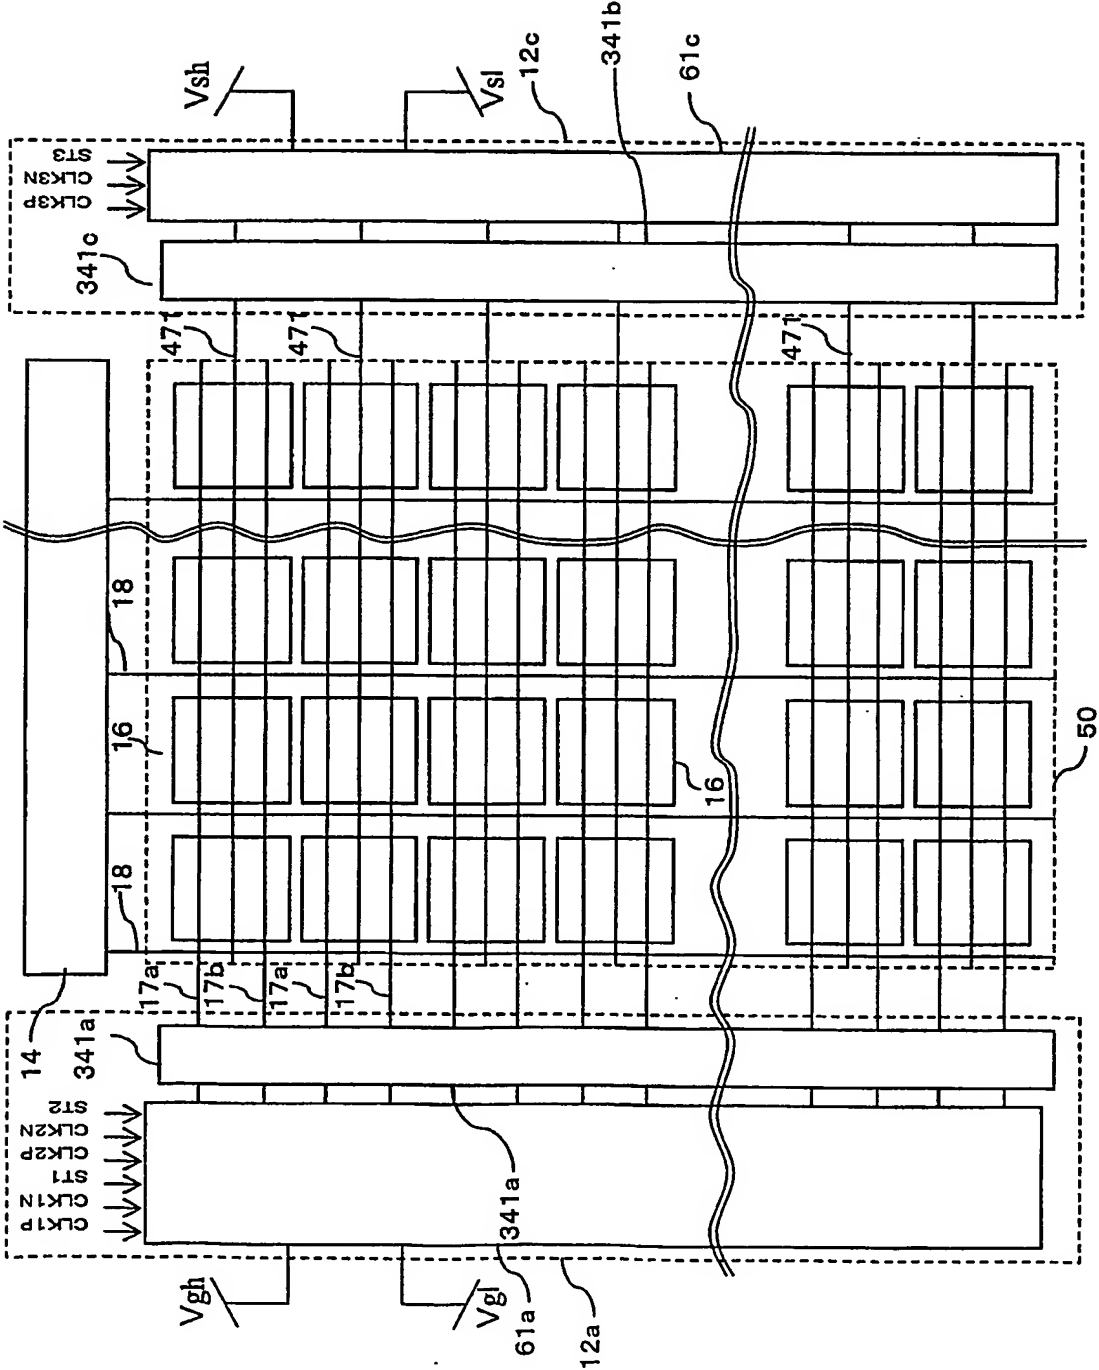 Vsh
Vsl
12c
341b
61c
ST3
CLK3N
CLK3P
341c
471
471
471
18
16
16
50
18
17a
17b
17a
17b
14
341a
ST2
CLK2N
CLK2P
ST1
CLK1N
CLK1P
341a
Vgh
Vgl
61a
12a